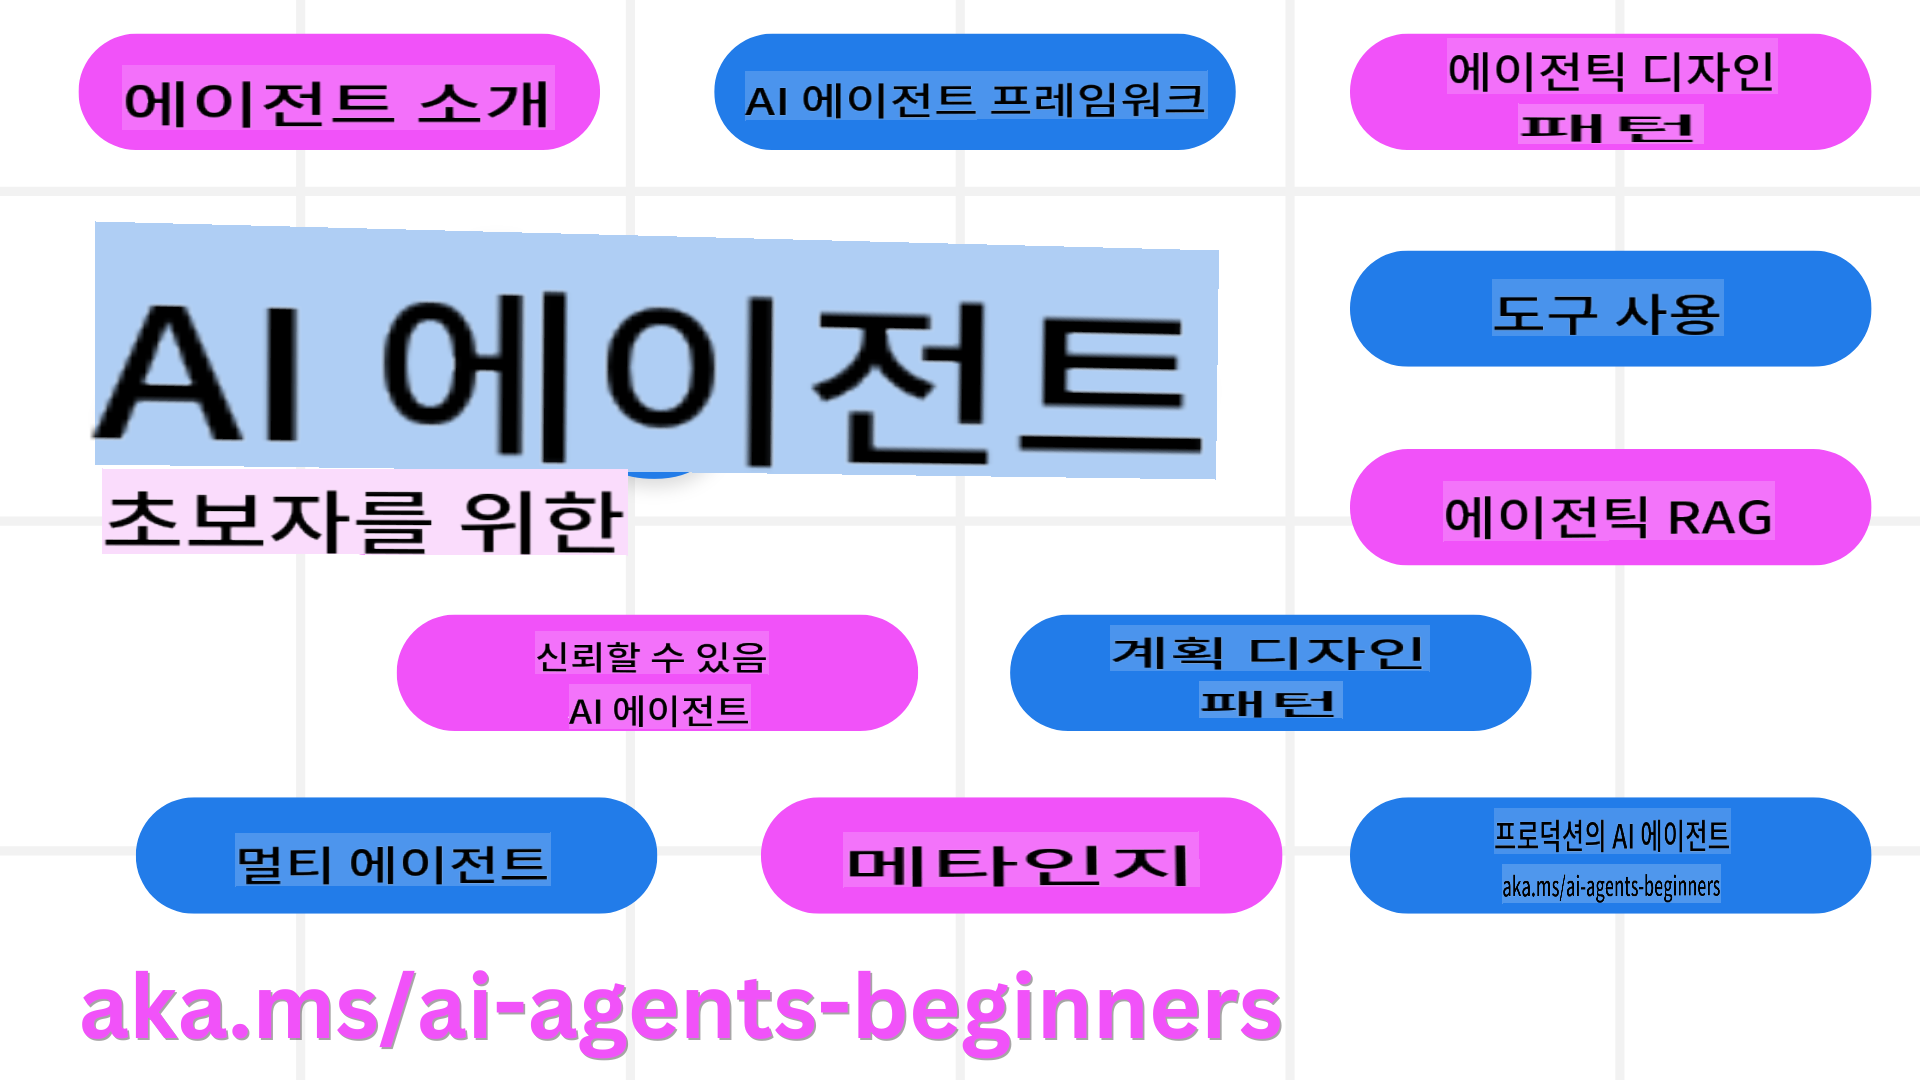 에이전트 소개
AI 에이전트 프레임워크
에이전틱 디자인
패턴
AI 에이전트
초보자를 위한
도구 사용
에이전틱 RAG
신뢰할 수 있음
AI 에이전트
계획 디자인
패턴
멀티 에이전트
메타인지
프로덕션의 AI 에이전트
aka.ms/ai-agents-beginners
aka.ms/ai-agents-beginners